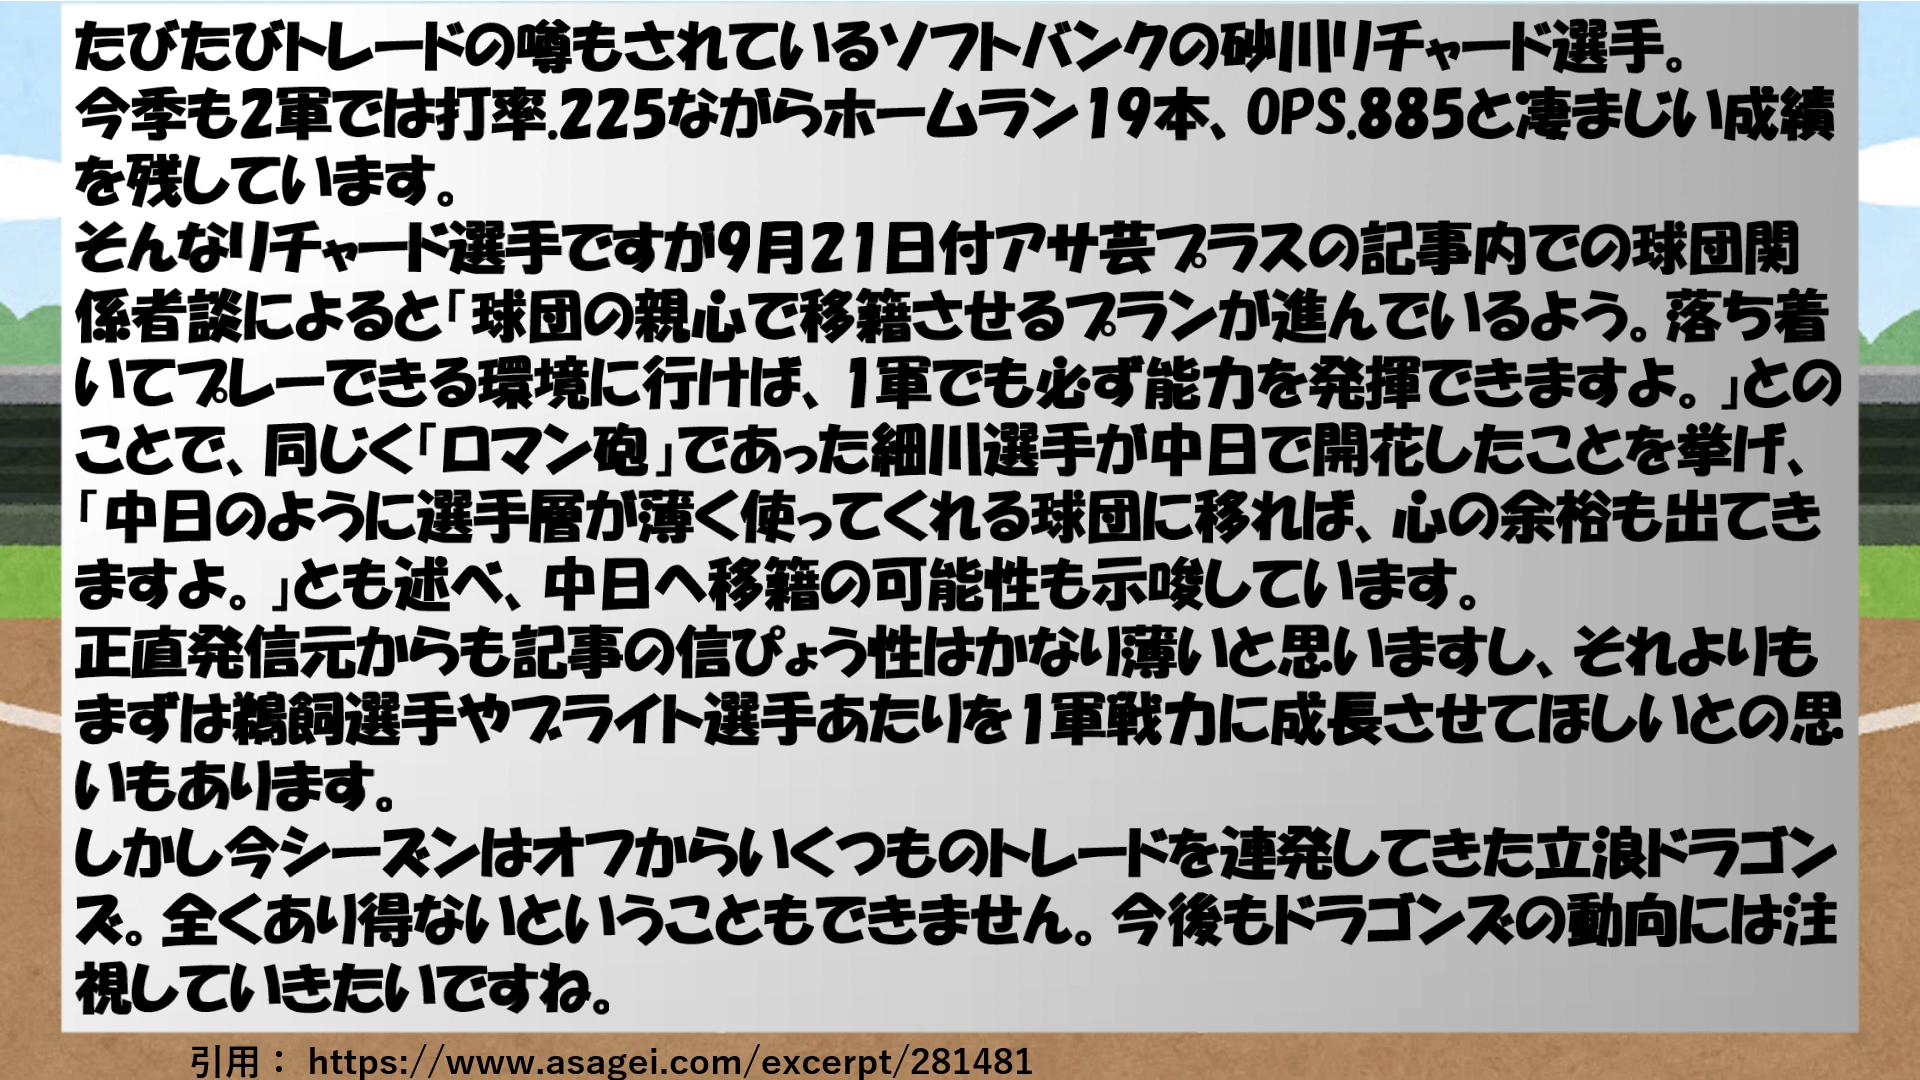 たびたびトレードの噂もされているソフトバンクの砂川リチャード選手。
今季も2軍では打率.225ながらホームラン19本、OPS.885と凄まじい成績
を残しています。
そんなリチャード選手ですが9月21日付アサ芸プラスの記事内での球団関
係者談によると「球団の親心で移籍させるプランが進んでいるよう。落ち着
いてプレーできる環境に行けば、1軍でも必ず能力を発揮できますよ。」との
ことで、同じく「ロマン砲」であった細川選手が中日で開花したことを挙げ、
「中日のように選手層が薄く使ってくれる球団に移れば、心の余裕も出てき
ますよ。」とも述べ、中日へ移籍の可能性も示唆しています。
正直発信元からも記事の信ぴょう性はかなり薄いと思いますし、それよりも
まずは鵜飼選手やブライト選手あたりを1軍戦力に成長させてほしいとの思
いもあります。
しかし今シーズンはオフからいくつものトレードを連発してきた立浪ドラゴン
ズ。全くあり得ないということもできません。今後もドラゴンズの動向には注
視していきたいですね。
引用： https://www.asagei.com/excerpt/281481